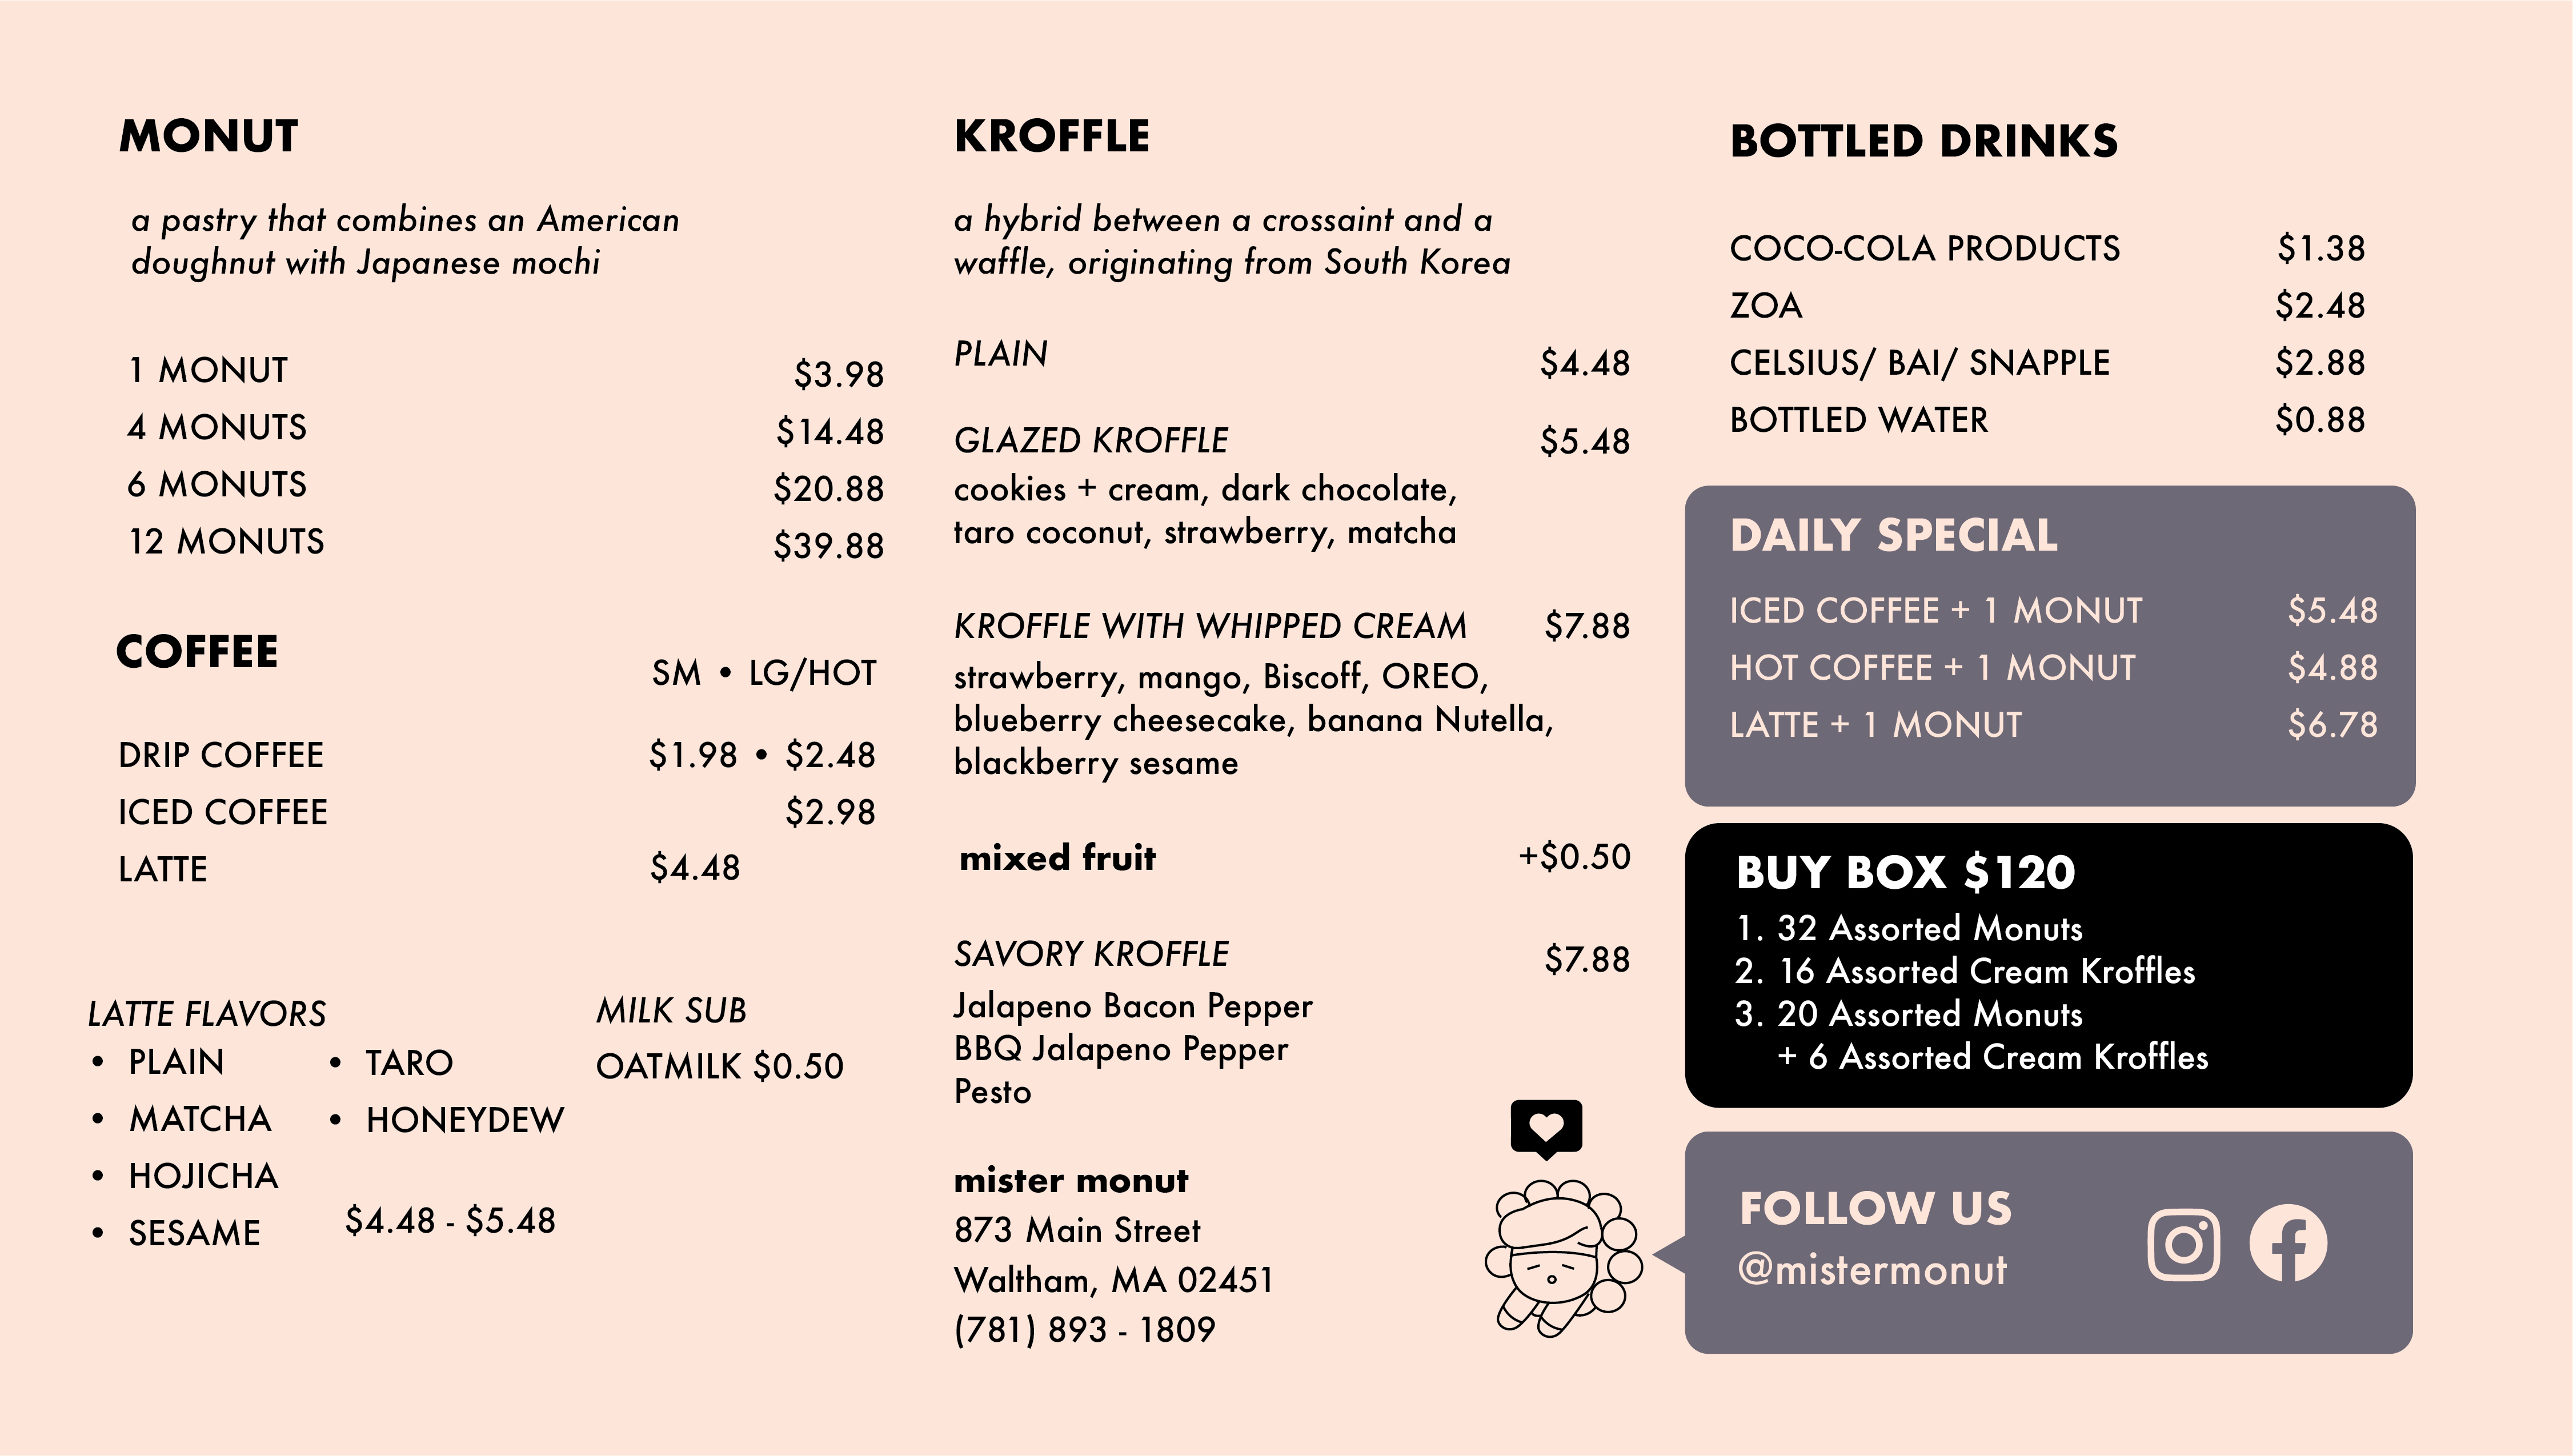 MONUT
a pastry that combines an American
doughnut with Japanese mochi
1 MONUT $3.98
4 MONUTS $14.48
6 MONUTS $20.88
12 MONUTS $39.88
COFFEE
SM • LG/HOT
DRIP COFFEE $1.98 • $2.48
ICED COFFEE $2.98
LATTE $4.48
LATTE FLAVORS
• PLAIN
• MATCHA
• HOJICHA
• SESAME
• TARO
• HONEYDEW
$4.48 - $5.48
MILK SUB
OATMILK $0.50
KROFFLE
a hybrid between a crossaint and a
waffle, originating from South Korea
PLAIN $4.48
GLAZED KROFFLE $5.48
cookies + cream, dark chocolate,
taro coconut, strawberry, matcha
KROFFLE WITH WHIPPED CREAM $7.88
strawberry, mango, Biscoff, OREO,
blueberry cheesecake, banana Nutella,
blackberry sesame
mixed fruit +$0.50
SAVORY KROFFLE $7.88
Jalapeno Bacon Pepper
BBQ Jalapeno Pepper
Pesto
mister monut
873 Main Street
Waltham, MA 02451
(781) 893 - 1809
BOTTLED DRINKS
COCO-COLA PRODUCTS $1.38
ZOA $2.48
CELSIUS/ BAI/ SNAPPLE $2.88
BOTTLED WATER $0.88
DAILY SPECIAL
ICED COFFEE + 1 MONUT $5.48
HOT COFFEE + 1 MONUT $4.88
LATTE + 1 MONUT $6.78
BUY BOX $120
1. 32 Assorted Monuts
2. 16 Assorted Cream Kroffles
3. 20 Assorted Monuts
+ 6 Assorted Cream Kroffles
FOLLOW US
@mistermonut